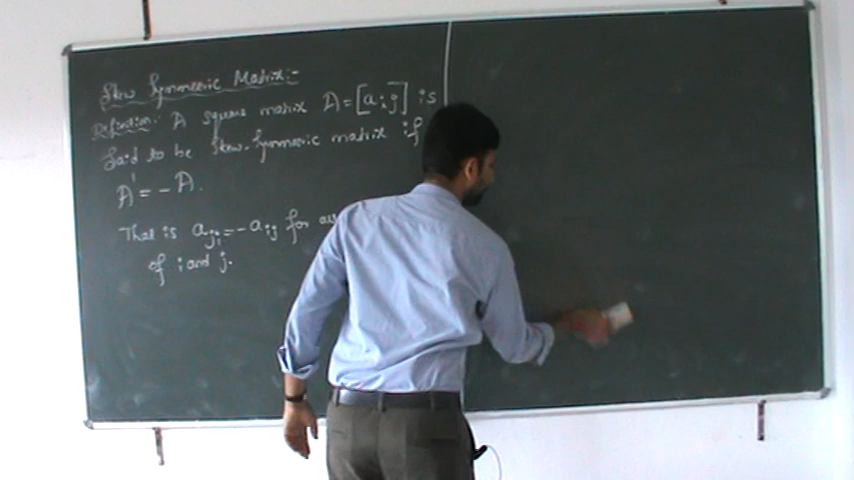 Skew Symmetric Matrix:-
Definition:- A square matrix A = [aij] is
Said to be Skew-Symmetric matrix if
A' = -A.
That is aji = -aij for
of i and j.